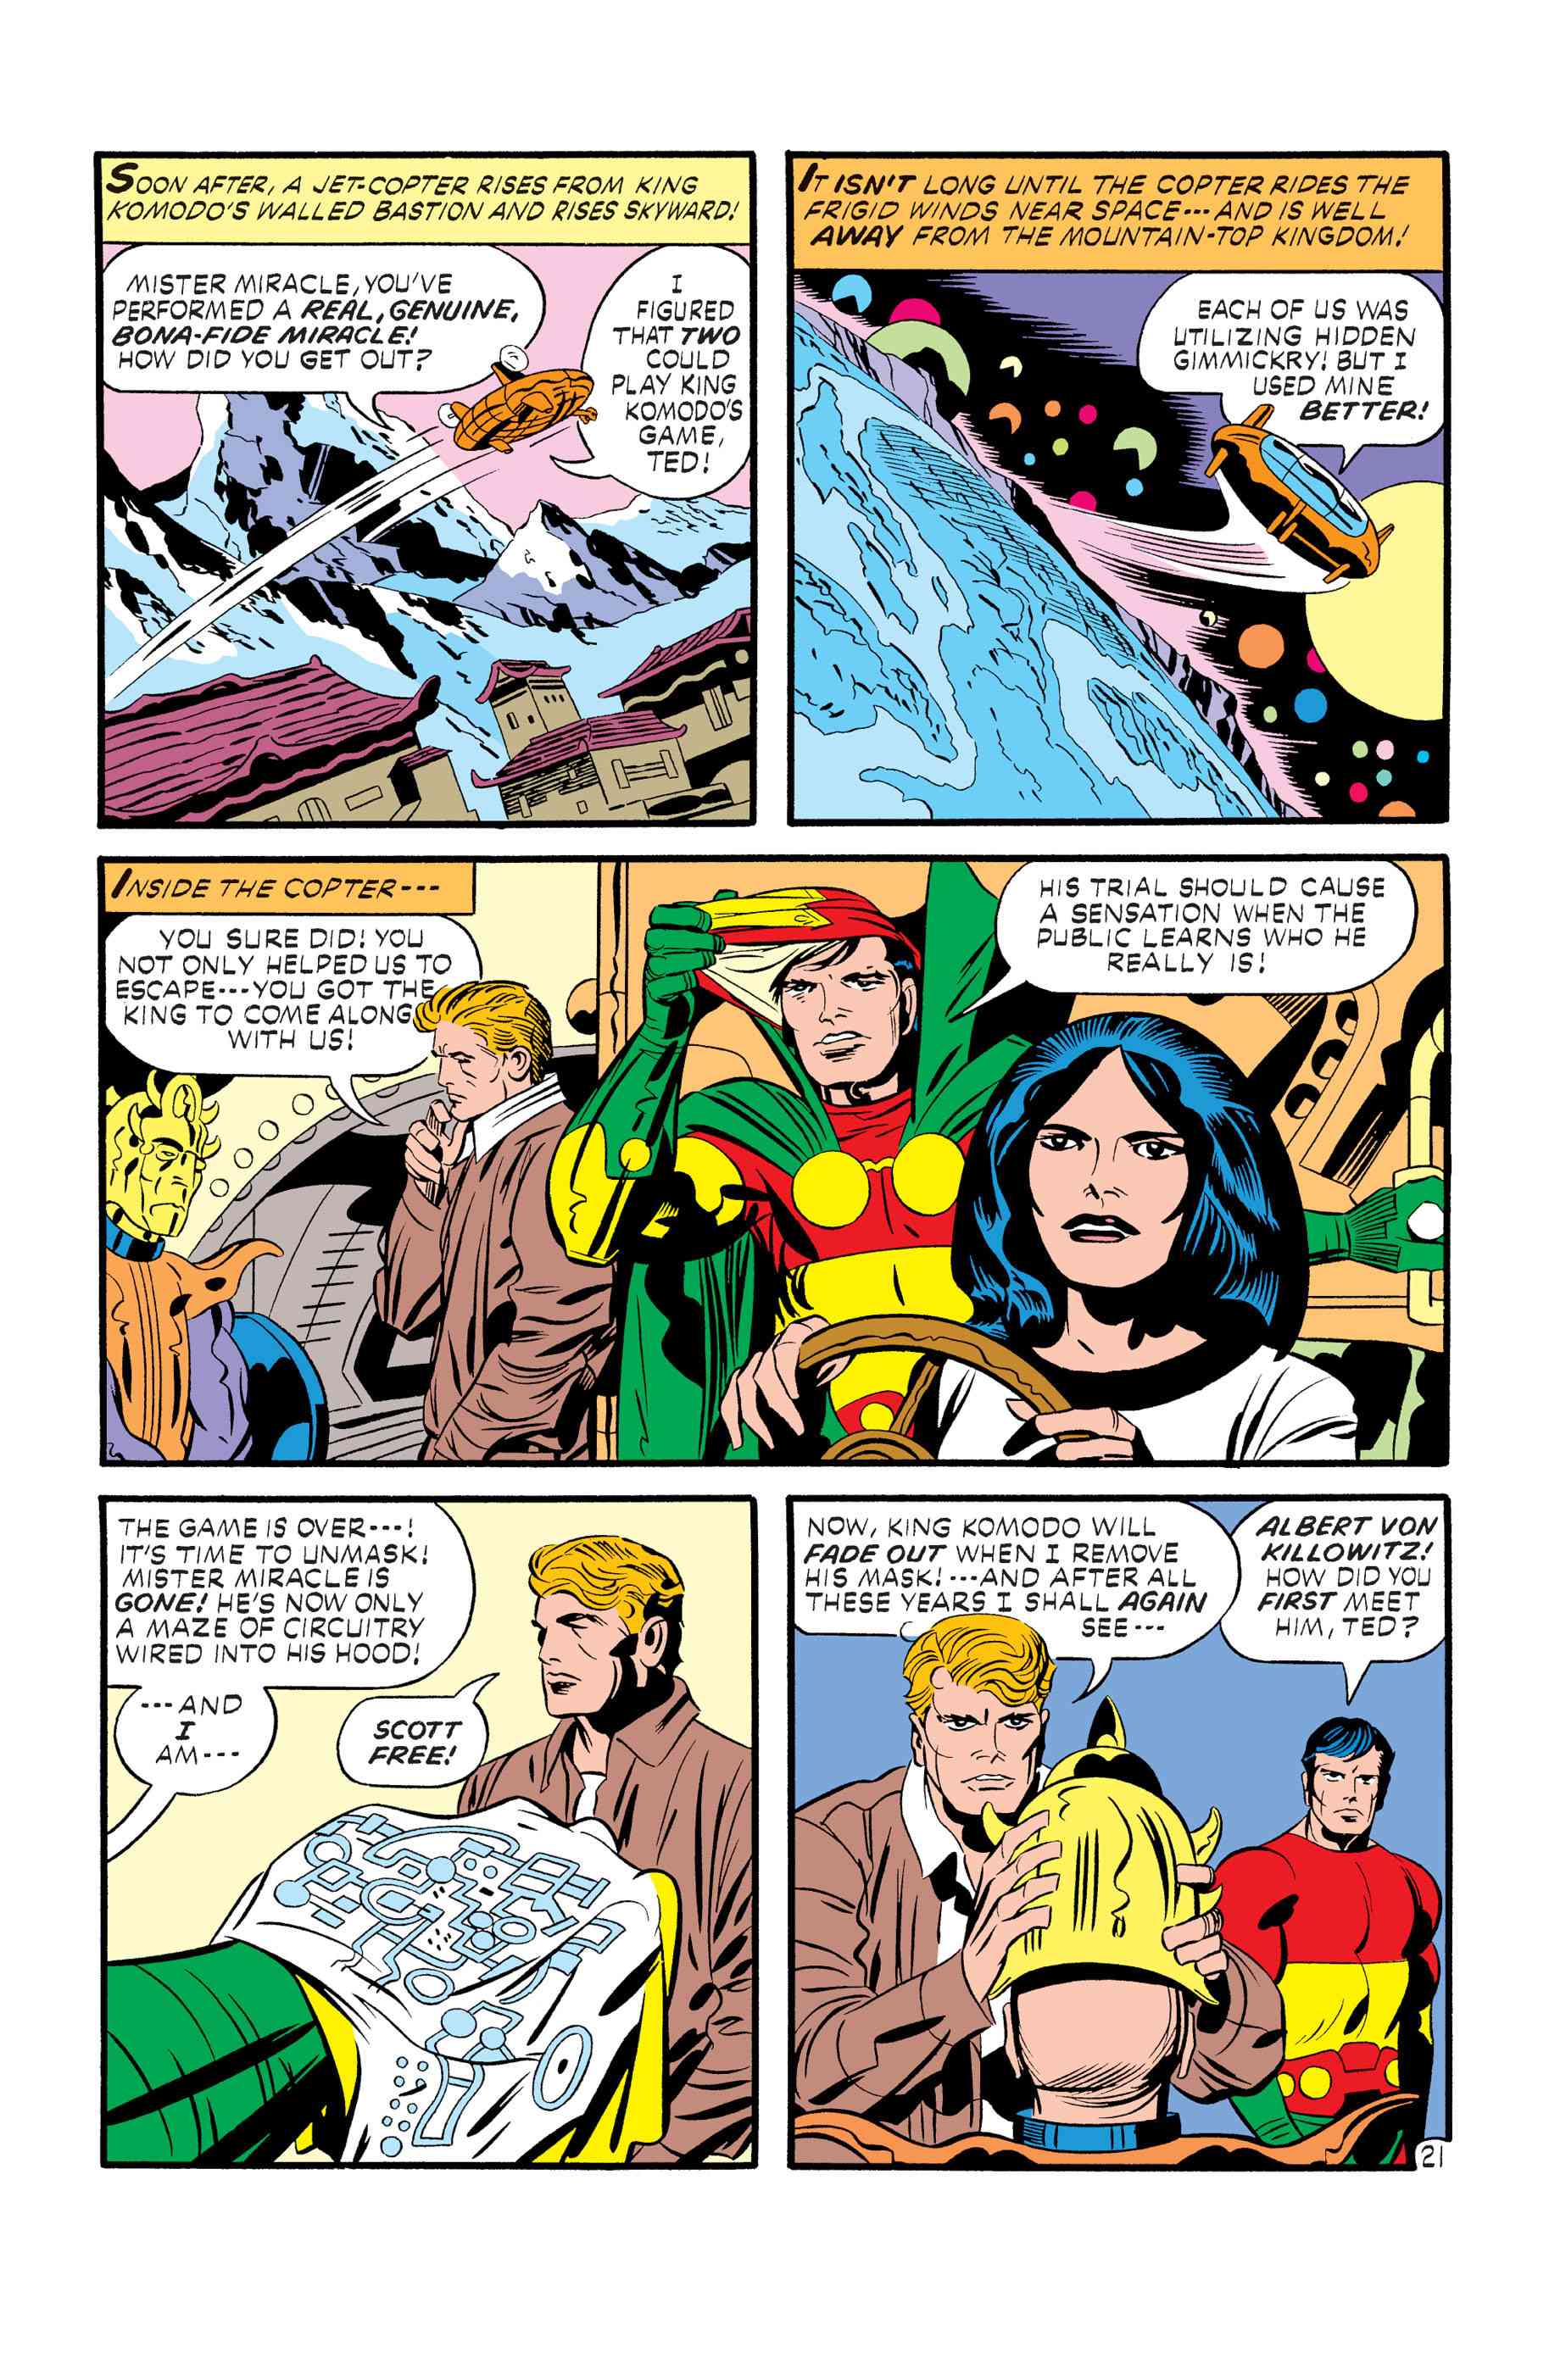 SOON AFTER, A JET-COPTER RISES FROM KING
KOMODO'S WALLED BASTION AND RISES SKYWARD!
MISTER MIRACLE, YOU'VE
PERFORMED A REAL, GENUINE,
BONA-FIDE MIRACLE!
HOW DID YOU GET OUT?
I
FIGURED
THAT TWO
COULD
PLAY KING
KOMODO'S
GAME,
TED!
IT ISN'T LONG UNTIL THE COPTER RIDES THE
FRIGID WINDS NEAR SPACE---AND IS WELL
AWAY FROM THE MOUNTAIN-TOP KINGDOM!
EACH OF US WAS
UTILIZING HIDDEN
GIMMICKRY! BUT I
USED MINE
BETTER!
INSIDE THE COPTER---
YOU SURE DID! YOU
NOT ONLY HELPED US TO
ESCAPE---YOU GOT THE
KING TO COME ALONG
WITH US!
HIS TRIAL SHOULD CAUSE
A SENSATION WHEN THE
PUBLIC LEARNS WHO HE
REALLY IS!
THE GAME IS OVER---!
IT'S TIME TO UNMASK!
MISTER MIRACLE IS
GONE! HE'S NOW ONLY
A MAZE OF CIRCUITRY
WIRED INTO HIS HOOD!
---AND
I
AM---
SCOTT
FREE!
NOW, KING KOMODO WILL
FADE OUT WHEN I REMOVE
HIS MASK!---AND AFTER ALL
THESE YEARS I SHALL AGAIN
SEE---
ALBERT VON
KILLOWITZ!
HOW DID YOU
FIRST MEET
HIM, TED?
21